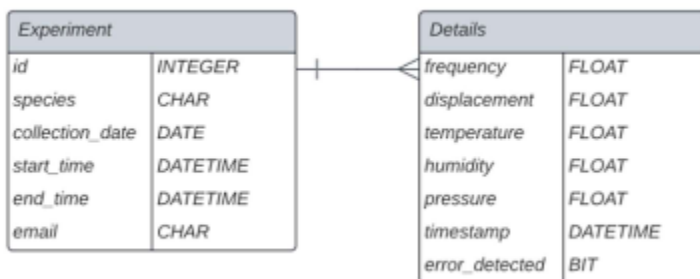 Experiment
id INTEGER
species CHAR
collection_date DATE
start_time DATETIME
end_time DATETIME
email CHAR
Details
frequency FLOAT
displacement FLOAT
temperature FLOAT
humidity FLOAT
pressure FLOAT
timestamp DATETIME
error_detected BIT